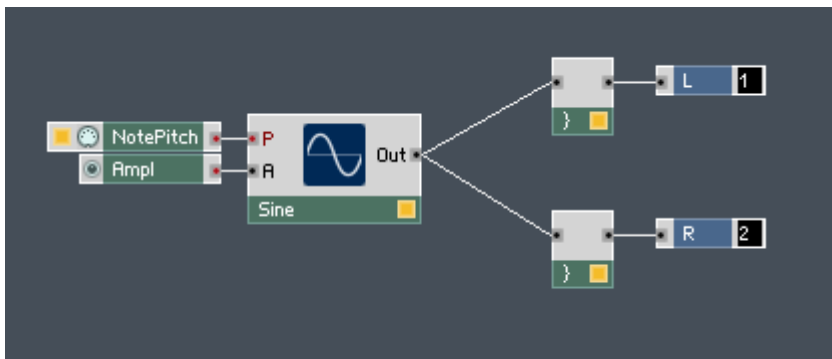 L 1
NotePitch P
Out
Ampl A
Sine
}
R 2
}